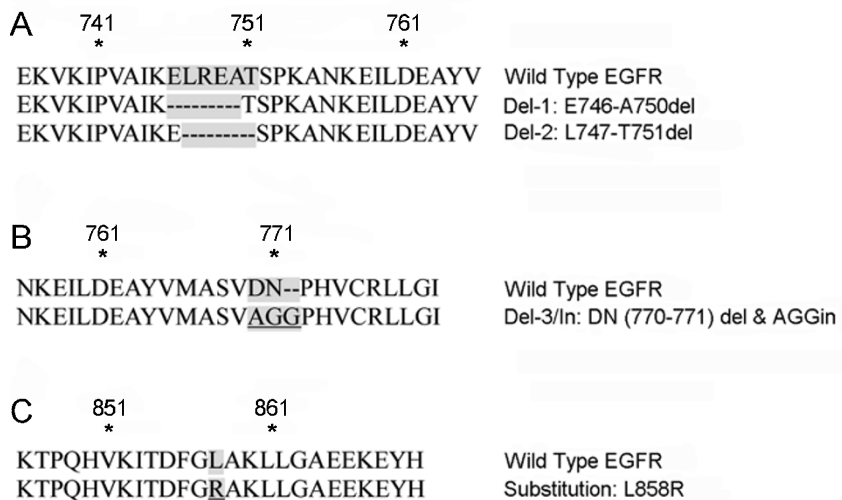 A 741 751 761
* * *
EKVKIPVAIKELREATSPKANKEILDEAYV Wild Type EGFR
EKVKIPVAIK---------TSPKANKEILDEAYV Del-1: E746-A750del
EKVKIPVAIKE---------SPKANKEILDEAYV Del-2: L747-T751del
B 761 771
* *
NKEILDEAYVMASVDN--PHVCRLLGI Wild Type EGFR
NKEILDEAYVMASVAGGPHVCRLLGI Del-3/In: DN (770-771) del & AGGin
C 851 861
* *
KTPQHVKITDFGLAKLLGAEEKEYH Wild Type EGFR
KTPQHVKITDFGRAKLLGAEEKEYH Substitution: L858R